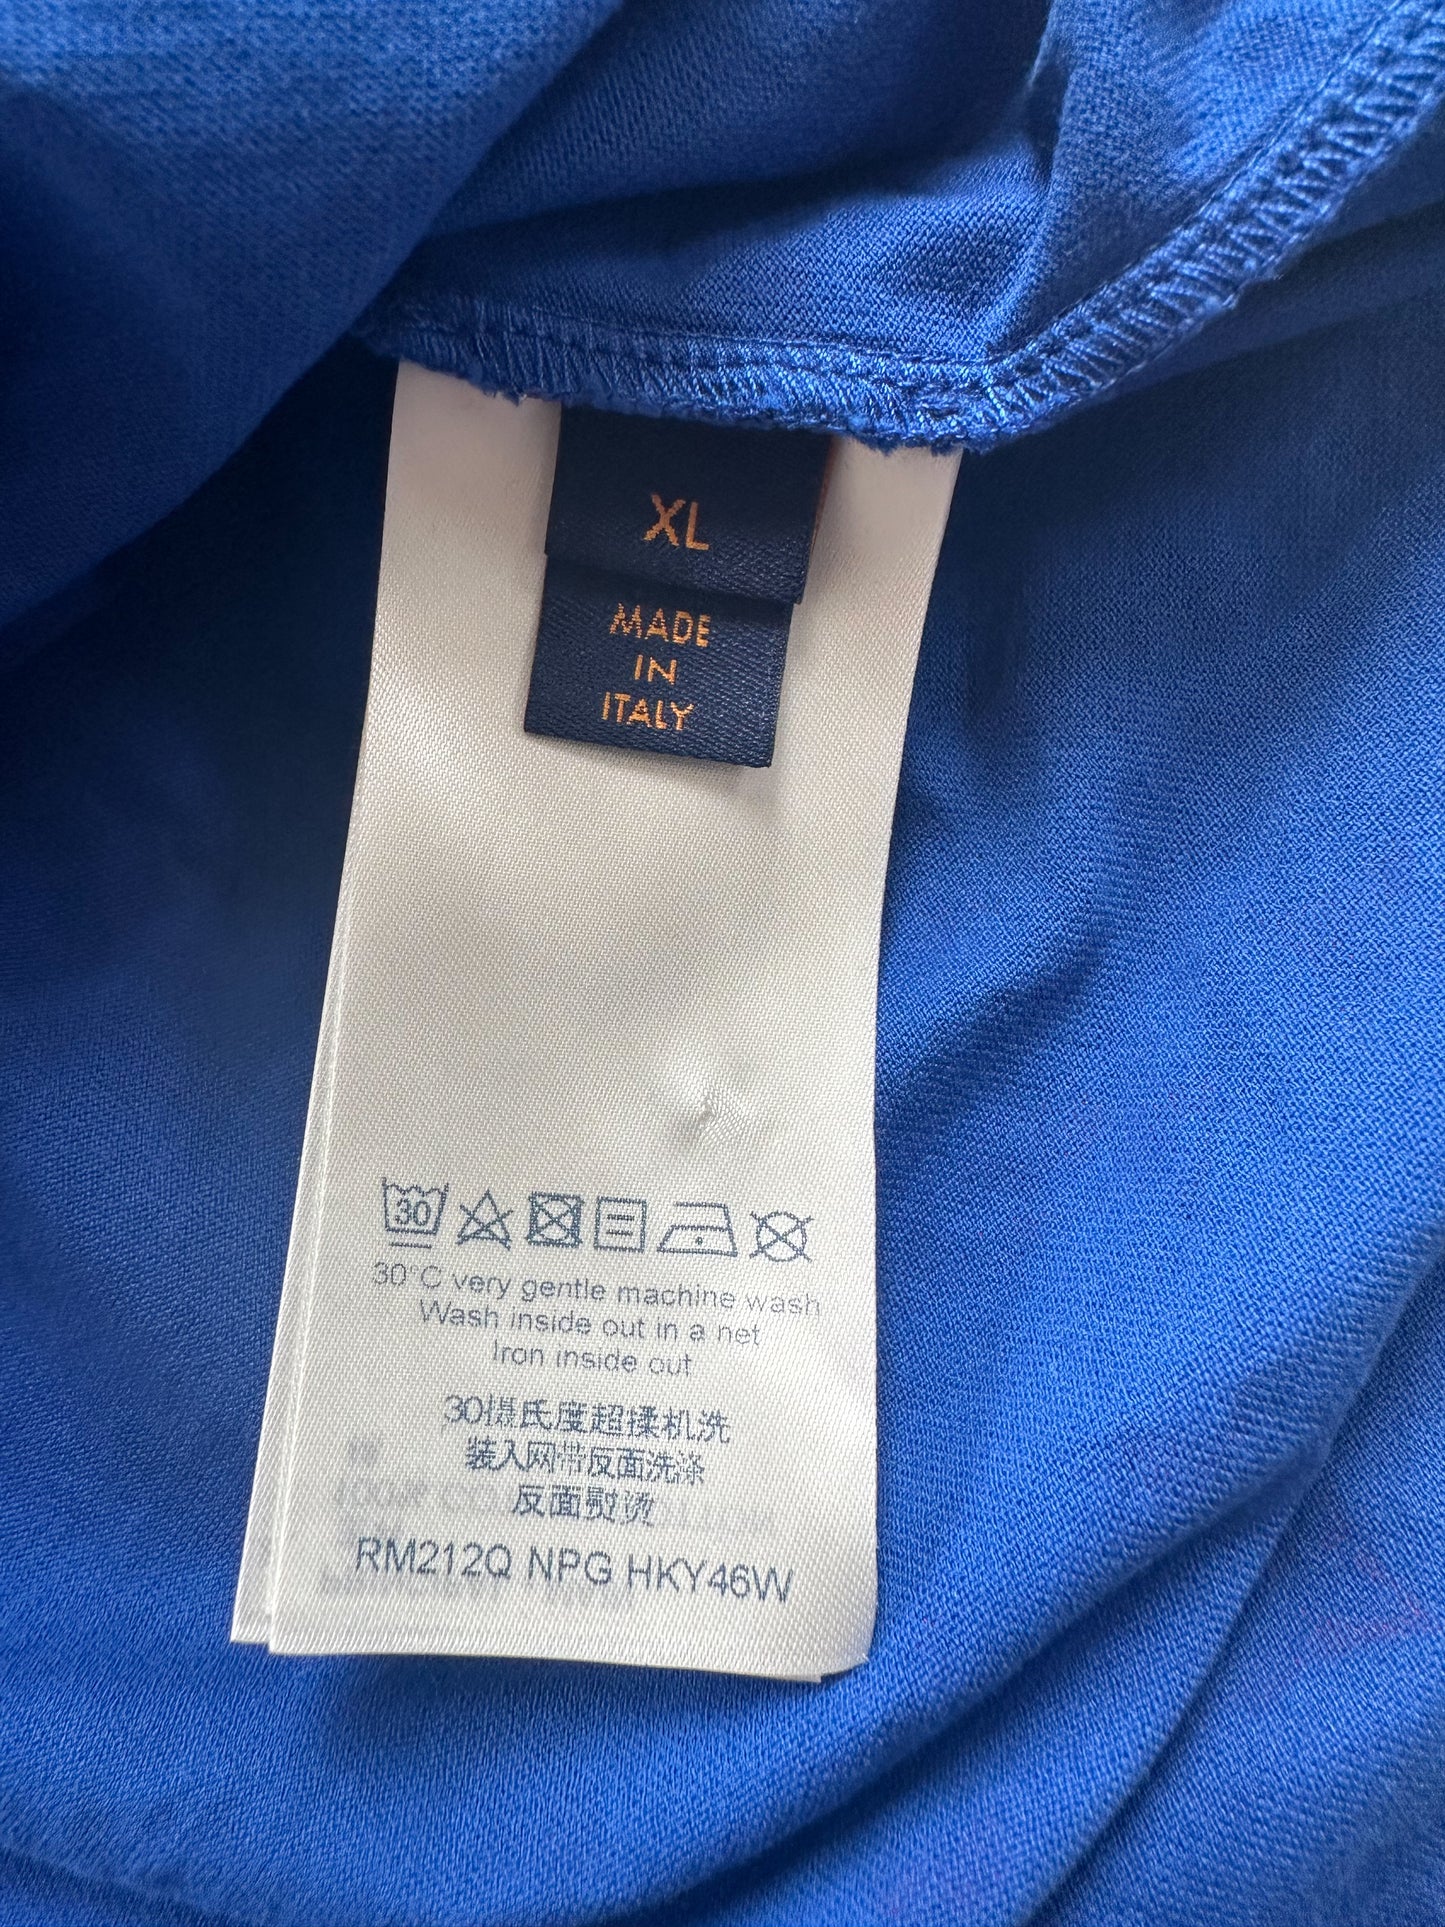 XL
MADE
IN
ITALY
30
30°C very gentle machine wash
Wash inside out in a net
Iron inside out
30摄氏度超揉机洗
装入网带反面洗涤
反面熨烫
RM212Q NPG HKY46W